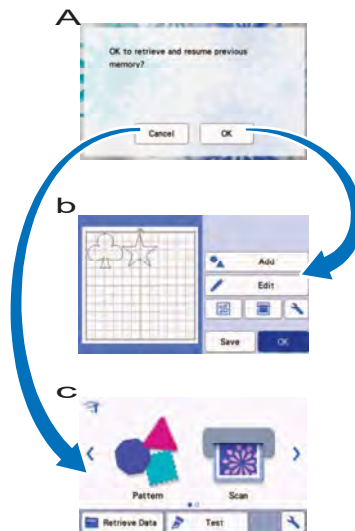 A
OK to retrieve and resume previous
memory?
Cancel OK
b
Add
Edit
Save OK
c
Pattern Scan
Retrieve Data Test